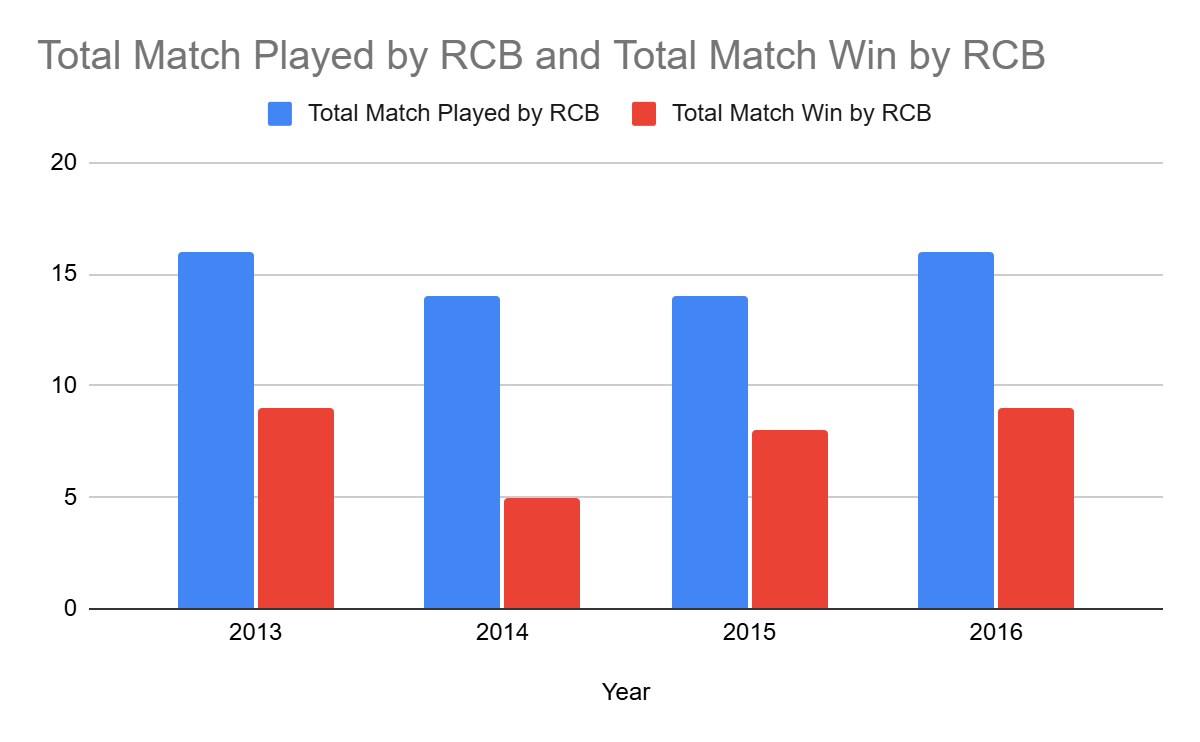 Total Match Played by RCB and Total Match Win by RCB
Total Match Played by RCB Total Match Win by RCB
20
15
10
5
0
2013 2014 2015 2016
Year